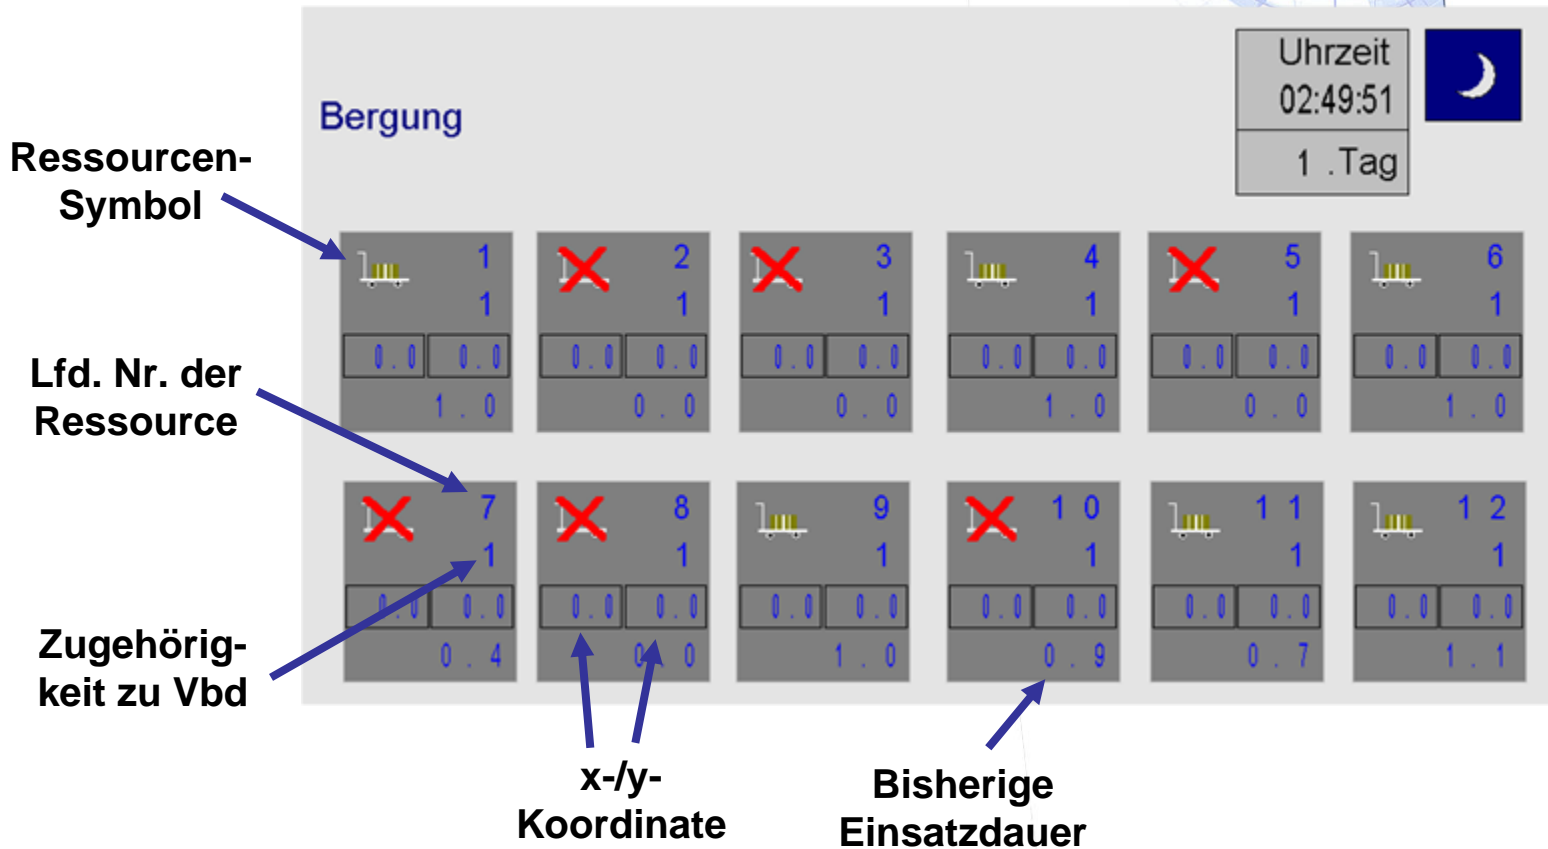 Uhrzeit
02:49:51
1 .Tag
Bergung
Ressourcen-
Symbol
1 2 3 4 5 6
1 1 1 1 1 1
0.0 0.0 0.0 0.0 0.0 0.0 0.0 0.0 0.0 0.0 0.0 0.0
1.0 0.0 0.0 1.0 0.0 1.0
Lfd. Nr. der
Ressource
7 8 9 10 11 12
1 1 1 1 1 1
0.0 0.0 0.0 0.0 0.0 0.0 0.0 0.0 0.0 0.0 0.0 0.0
0.4 0.0 1.0 0.9 0.7 1.1
Zugehörig-
keit zu Vbd
x-/y-
Koordinate
Bisherige
Einsatzdauer